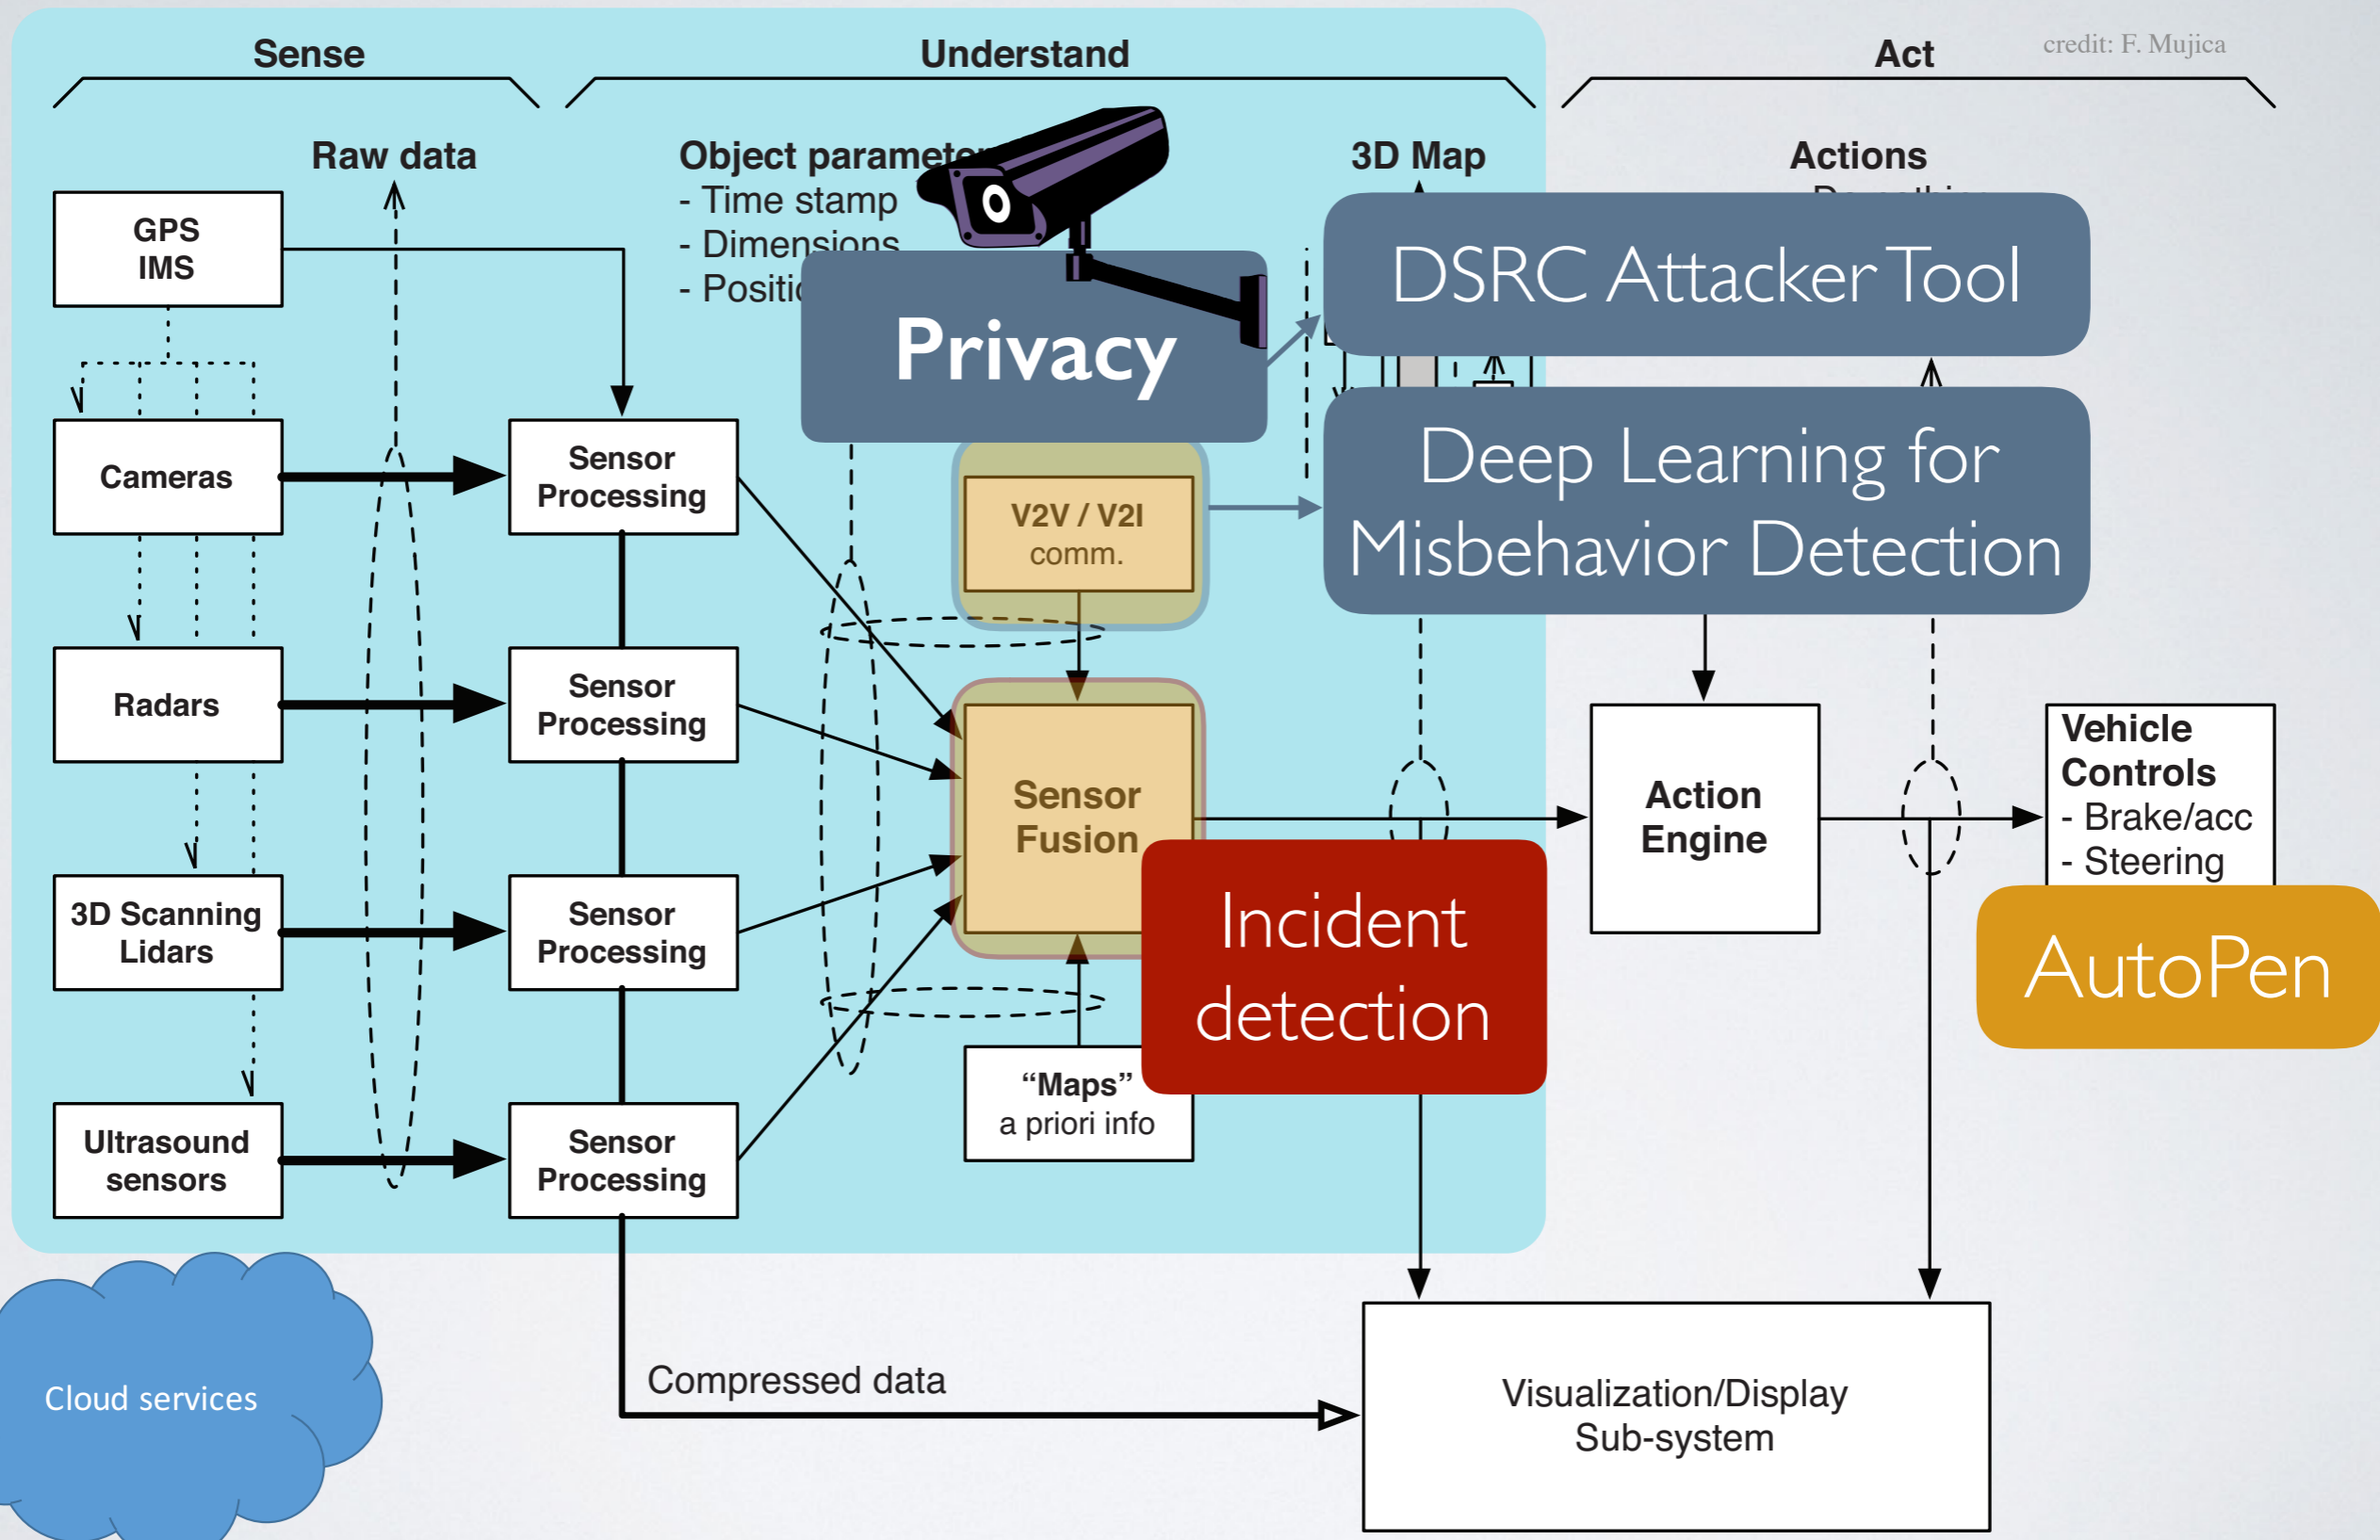 Sense
Understand
Act
credit: F. Mujica
Raw data
Object paramete
- Time stamp
- Dimensions
- Positio
3D Map
Actions
GPS
IMS
Privacy
DSRC Attacker Tool
Cameras
Sensor
Processing
V2V / V2I
comm.
Deep Learning for
Misbehavior Detection
Radars
Sensor
Processing
Sensor
Fusion
Action
Engine
Vehicle
Controls
- Brake/acc
- Steering
3D Scanning
Lidars
Sensor
Processing
Incident
detection
AutoPen
"Maps"
a priori info
Ultrasound
sensors
Sensor
Processing
Compressed data
Cloud services
Visualization/Display
Sub-system